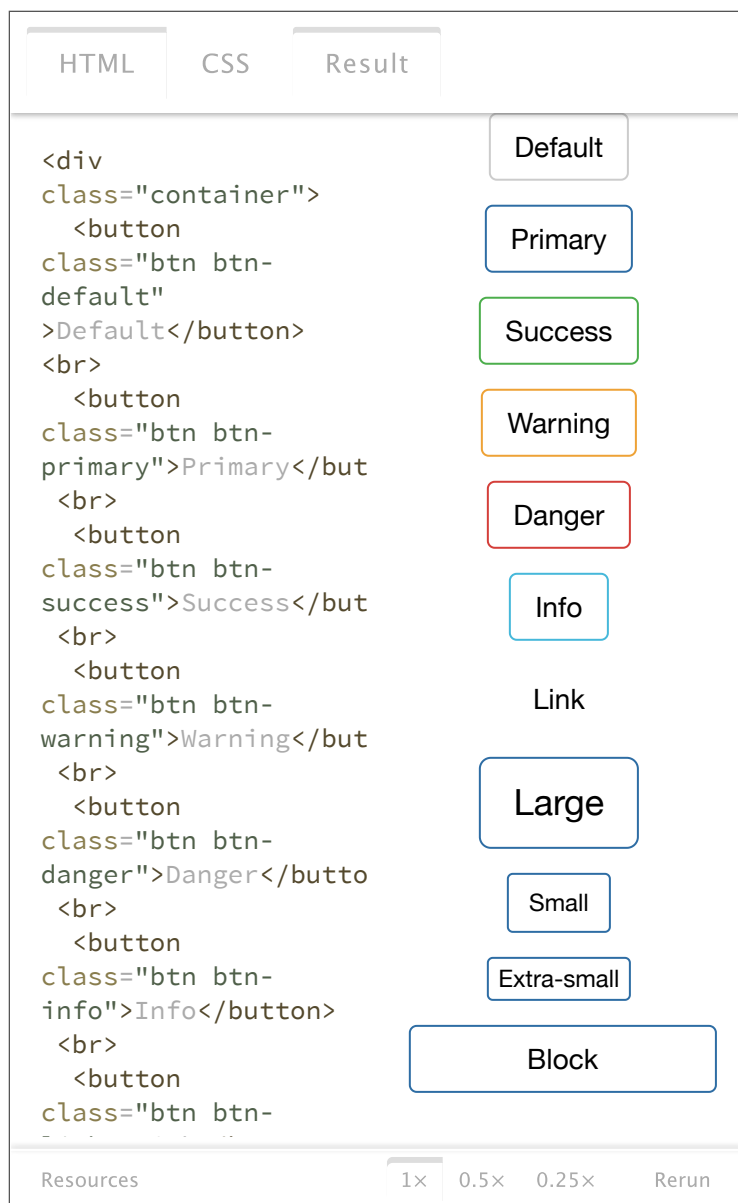 HTML CSS Result
<div
class="container">
<button
class="btn btn-
default"
>Default</button>
<br>
<button
class="btn btn-
primary">Primary</but
<br>
<button
class="btn btn-
success">Success</but
<br>
<button
class="btn btn-
warning">Warning</but
<br>
<button
class="btn btn-
danger">Danger</butto
<br>
<button
class="btn btn-
info">Info</button>
<br>
<button
class="btn btn-
Default
Primary
Success
Warning
Danger
Info
Link
Large
Small
Extra-small
Block
Resources 1× 0.5× 0.25× Rerun